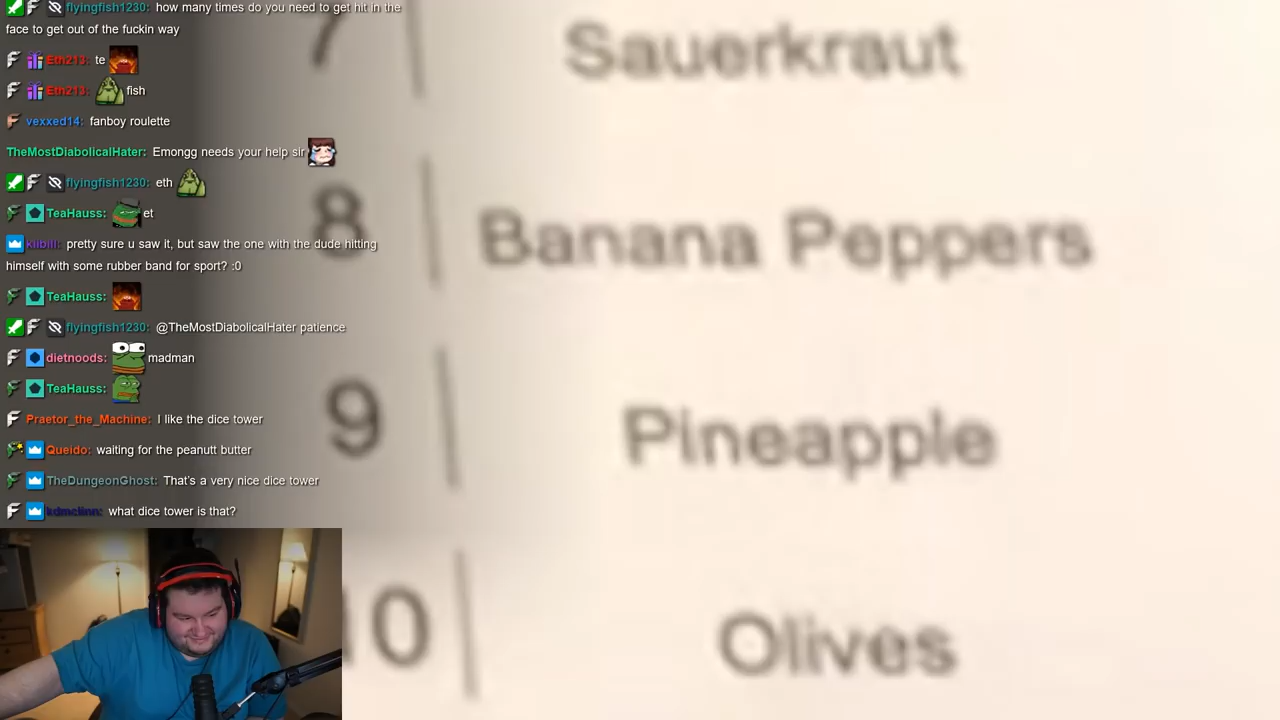 flyingfish1230: how many times do you need to get hit in the
face to get out of the fuckin way
Eth213: te
Eth213: fish
vexxed14: fanboy roulette
TheMostDiabolicalHater: Emongg needs your help sir
flyingfish1230: eth
TeaHauss: et
kiibill: pretty sure u saw it, but saw the one with the dude hitting
himself with some rubber band for sport? :0
TeaHauss:
flyingfish1230: @TheMostDiabolicalHater patience
dietnoods: madman
TeaHauss:
Praetor_the_Machine: I like the dice tower
Queido: waiting for the peanutt butter
TheDungeonGhost: That's a very nice dice tower
kdmclinn: what dice tower is that?
7 | Sauerkraut
8 | Banana Peppers
9 | Pineapple
10 | Olives